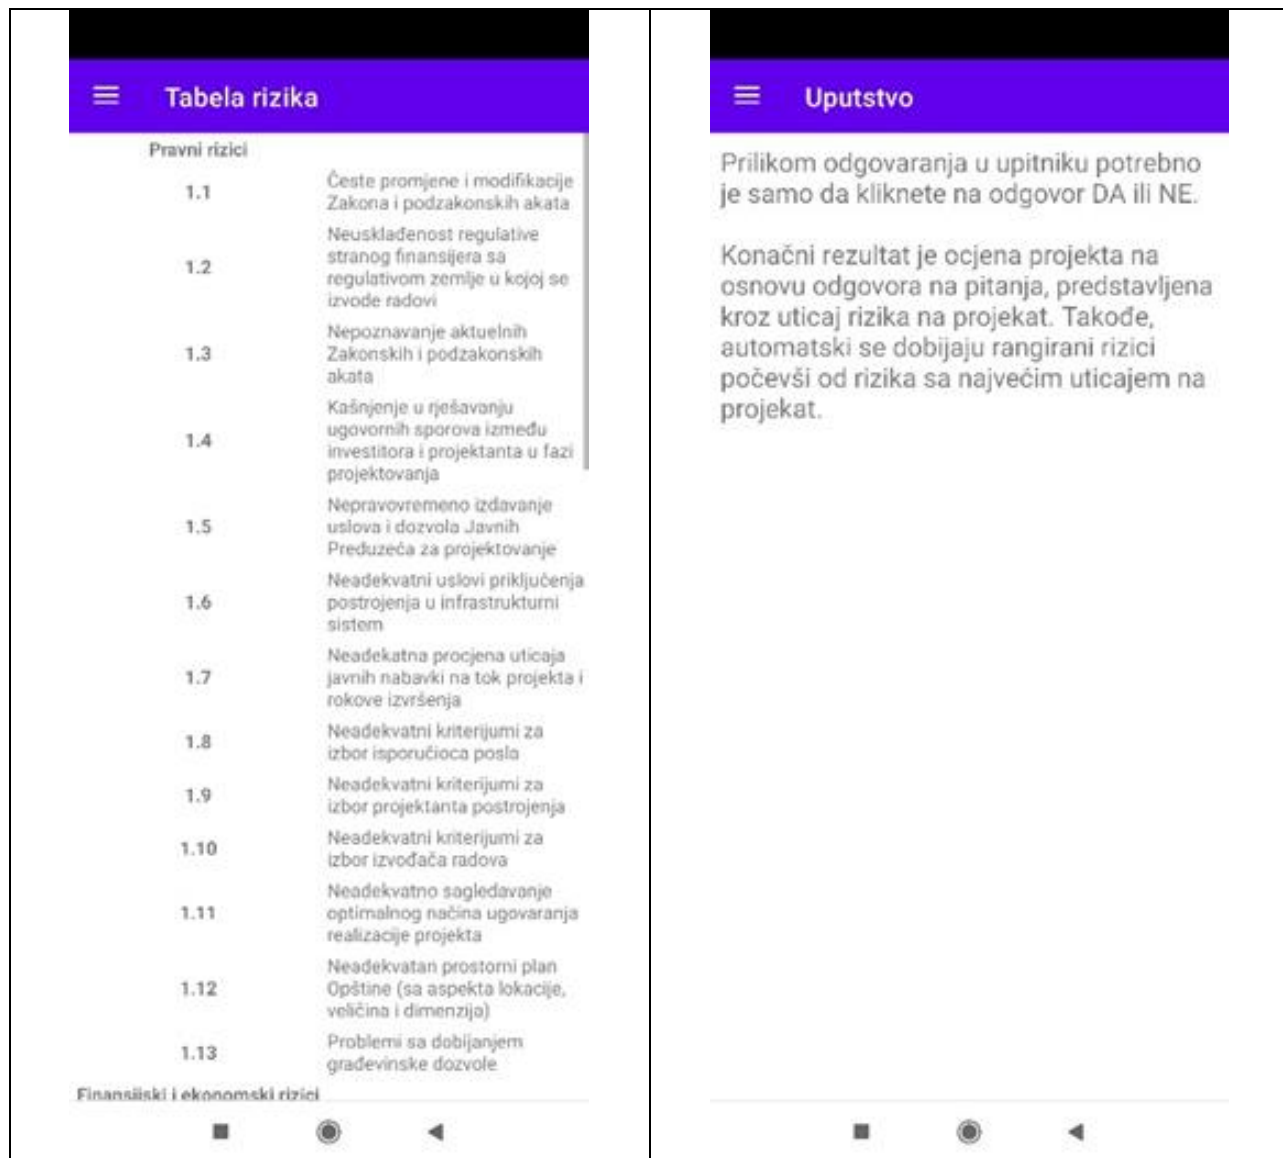 Tabela rizika
Pravni rizici
1.1
Česte promjene i modifikacije
Zakona i podzakonskih akata
1.2
Neusklađenost regulative
stranog finansijera sa
regulativom zemlje u kojoj se
izvode radovi
1.3
Nepoznavanje aktuelnih
Zakonskih i podzakonskih
akata
1.4
Kašnjenje u rješavanju
ugovornih sporova između
investitora i projektanta u fazi
projektovanja
1.5
Nepravovremeno izdavanje
uslova i dozvola Javnih
Preduzeća za projektovanje
1.6
Neadekvatni uslovi priključenja
postrojenja u infrastrukturni
sistem
1.7
Neadekatna procjena uticaja
javnih nabavki na tok projekta i
rokove izvršenja
1.8
Neadekvatni kriterijumi za
izbor isporučioca posla
1.9
Neadekvatni kriterijumi za
izbor projektanta postrojenja
1.10
Neadekvatni kriterijumi za
izbor izvođača radova
1.11
Neadekvatno sagledavanje
optimalnog načina ugovaranja
realizacije projekta
1.12
Neadekvatan prostorni plan
Opštine (sa aspekta lokacije,
veličina i dimenzija)
1.13
Problemi sa dobijanjem
građevinske dozvole
Finansijski i ekonomski rizici
Uputstvo
Prilikom odgovaranja u upitniku potrebno
je samo da kliknete na odgovor DA ili NE.
Konačni rezultat je ocjena projekta na
osnovu odgovora na pitanja, predstavljena
kroz uticaj rizika na projekat. Takođe,
automatski se dobijaju rangirani rizici
počevši od rizika sa najvećim uticajem na
projekat.